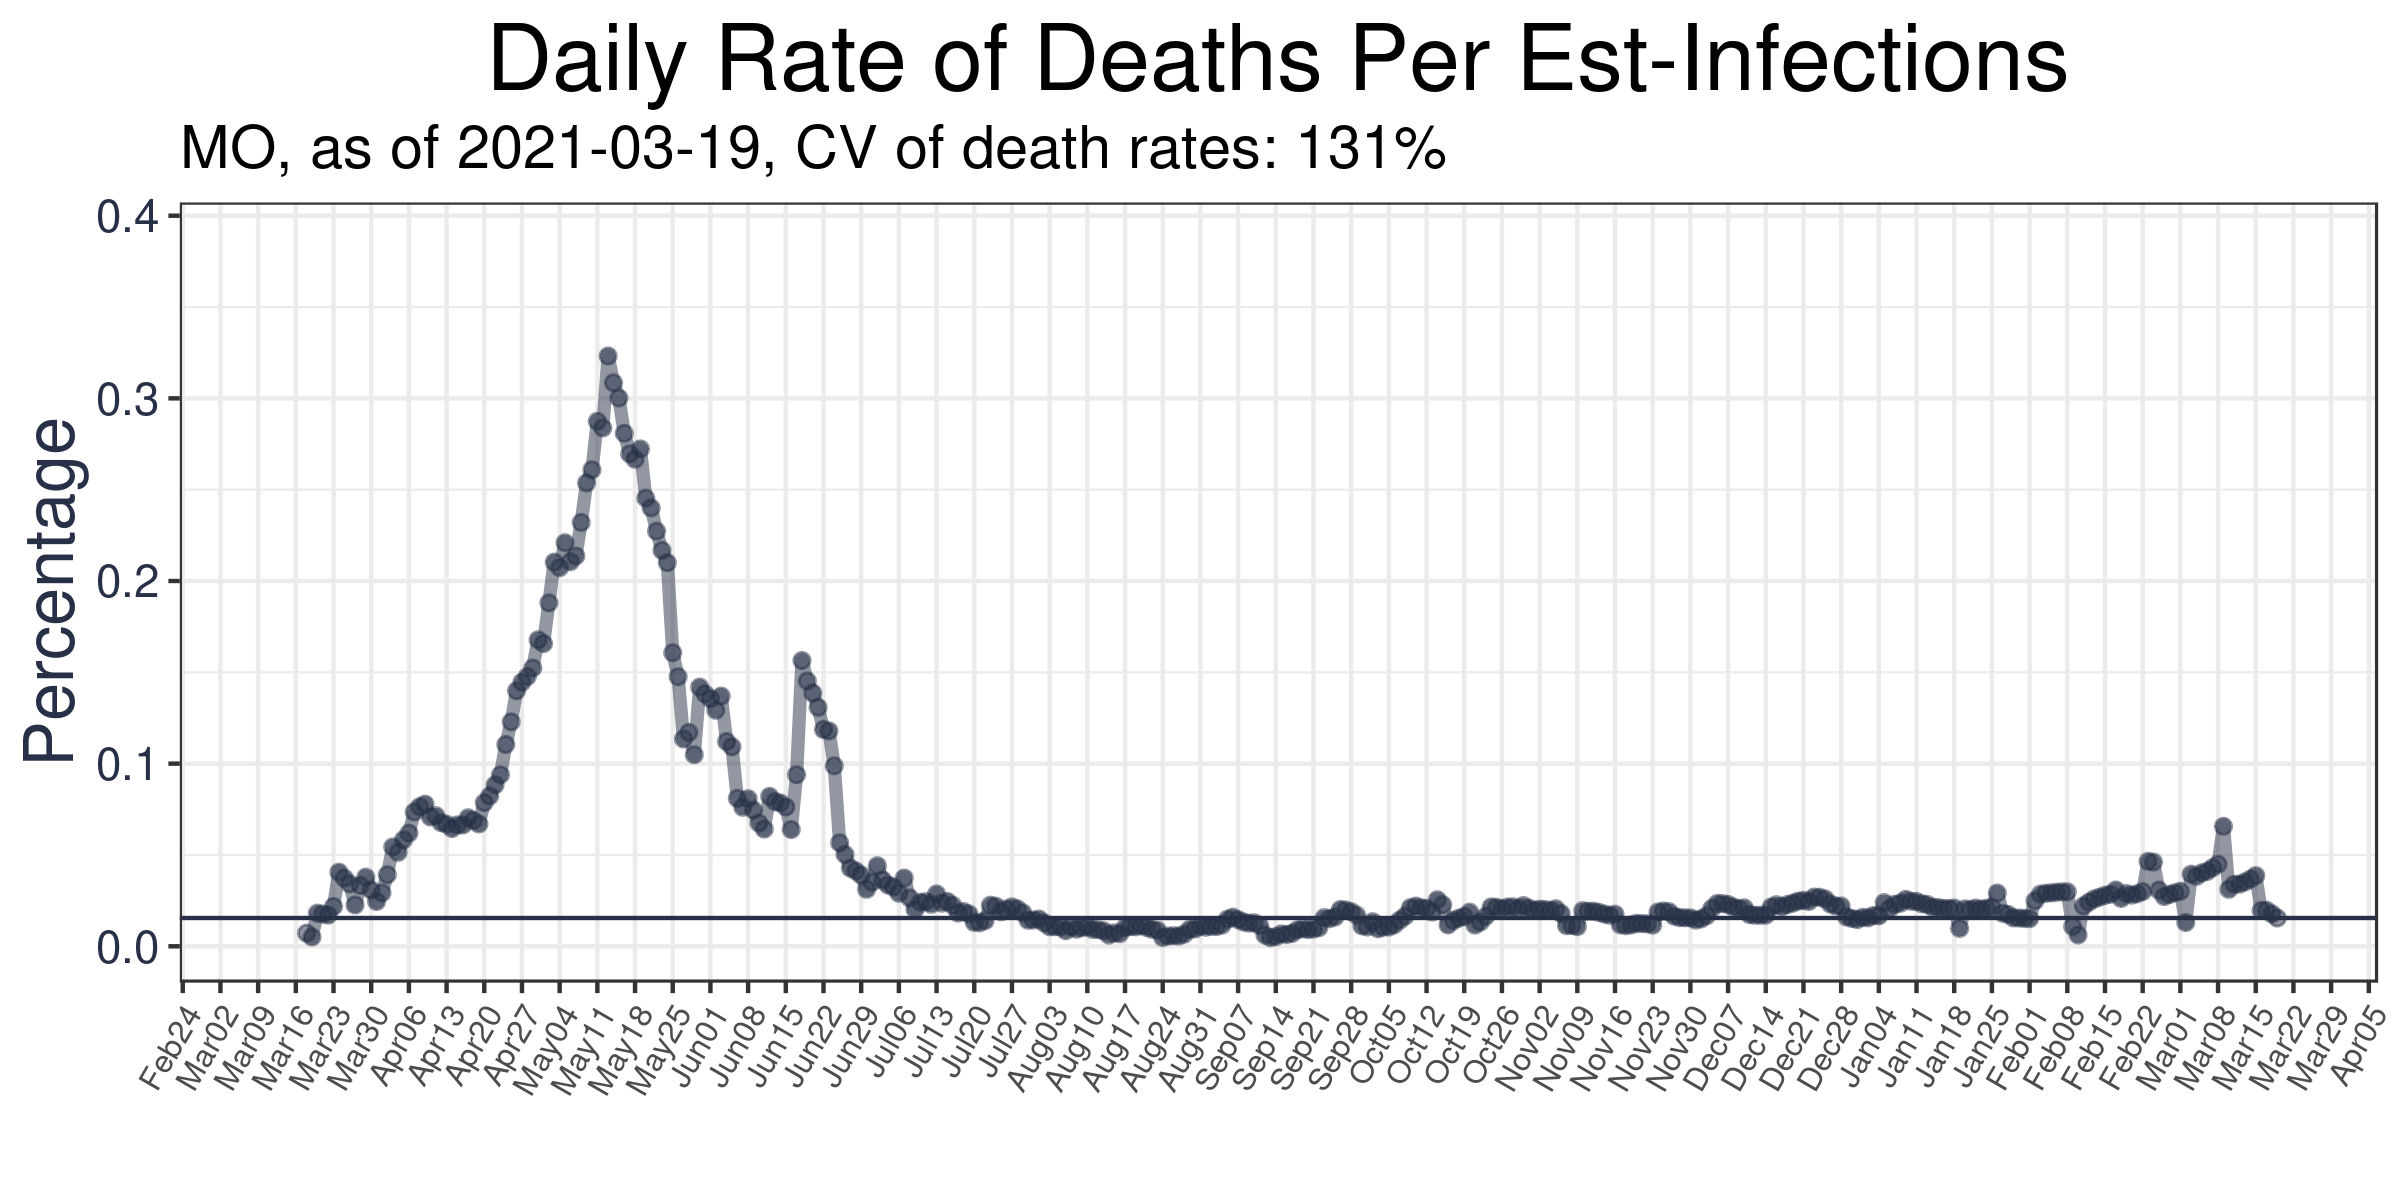 Daily Rate of Deaths Per Est-Infections
MO, as of 2021-03-19, CV of death rates: 131%
Percentage
0.4
0.3
0.2
0.1
0.0
Feb24
Mar02
Mar09
Mar16
Mar23
Mar30
Apr06
Apr13
Apr20
Apr27
May04
May11
May18
May25
Jun01
Jun08
Jun15
Jun22
Jun29
Jul06
Jul13
Jul20
Jul27
Aug03
Aug10
Aug17
Aug24
Aug31
Sep07
Sep14
Sep21
Sep28
Oct05
Oct12
Oct19
Oct26
Nov02
Nov09
Nov16
Nov23
Nov30
Dec07
Dec14
Dec21
Dec28
Jan04
Jan11
Jan18
Jan25
Feb01
Feb08
Feb15
Feb22
Mar01
Mar08
Mar15
Mar22
Mar29
Apr05